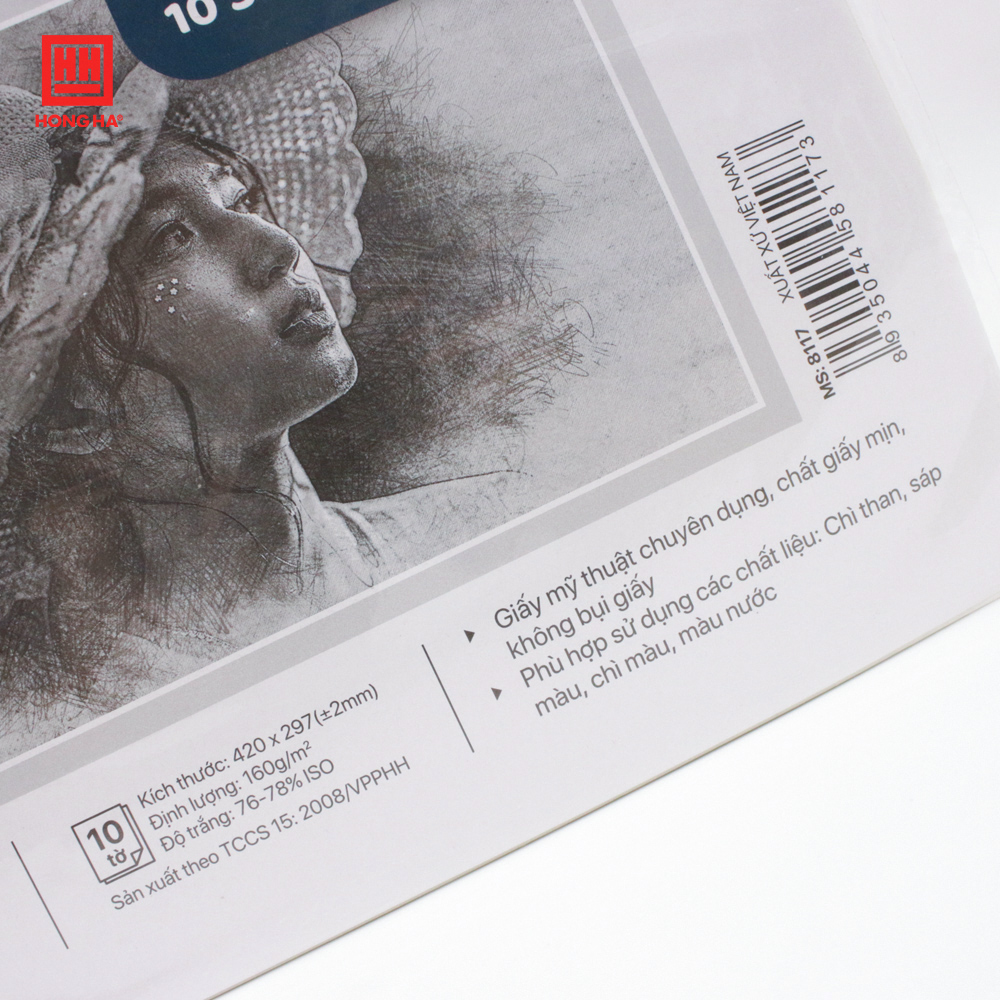 HH
HONG HA®
10
XUẤT XỨ VIỆT NAM
MS: 8117
8 935044 581173
Giấy mỹ thuật chuyên dụng, chất giấy mịn,
không bụi giấy
Phù hợp sử dụng các chất liệu: Chì than, sáp
màu, chì màu, màu nước
10
tờ
Kích thước: 420 x 297(±2mm)
Định lượng: 160g/m²
Độ trắng: 76-78% ISO
Sản xuất theo TCCS 15: 2008/VPPHH